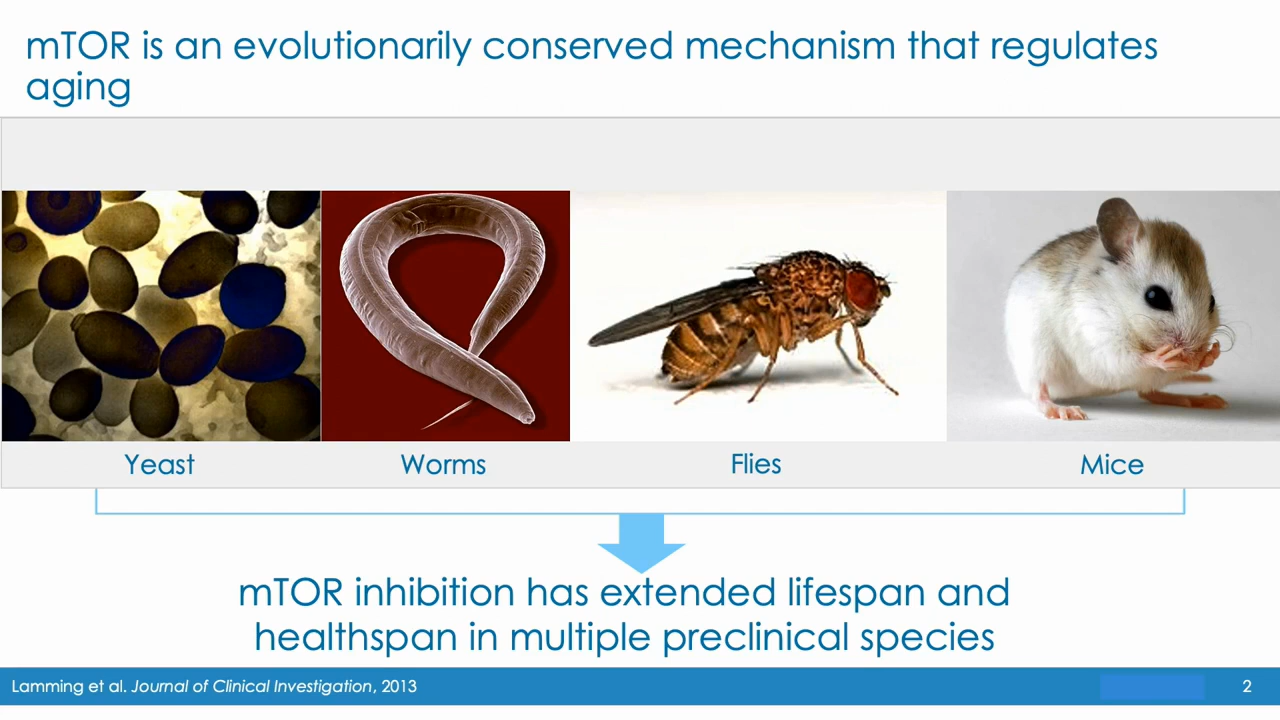 mTOR is an evolutionarily conserved mechanism that regulates
aging
Yeast
Worms
Flies
Mice
mTOR inhibition has extended lifespan and
healthspan in multiple preclinical species
Lamming et al. Journal of Clinical Investigation, 2013
2